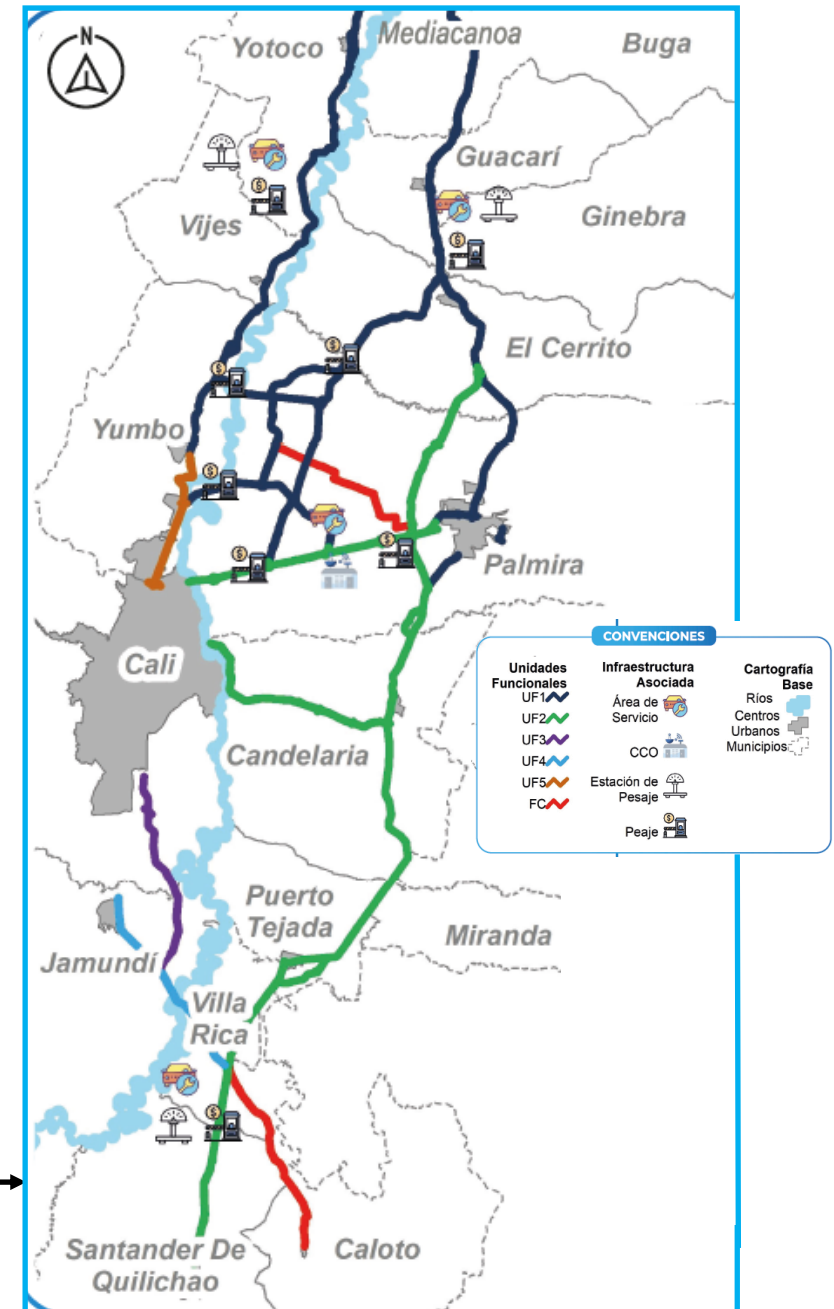 N
Yotoco
Mediacanoa
Buga
Guacarí
Ginebra
Vijes
El Cerrito
Yumbo
Palmira
Cali
Candelaria
CONVENCIONES
Unidades
Funcionales
UF1
UF2
UF3
UF4
UF5
FC
Infraestructura
Asociada
Área de
Servicio
CCO
Estación de
Pesaje
Peaje
Cartografía
Base
Ríos
Centros
Urbanos
Municipios
Puerto
Tejada
Miranda
Jamundí
Villa
Rica
Santander De
Quilichao
Caloto